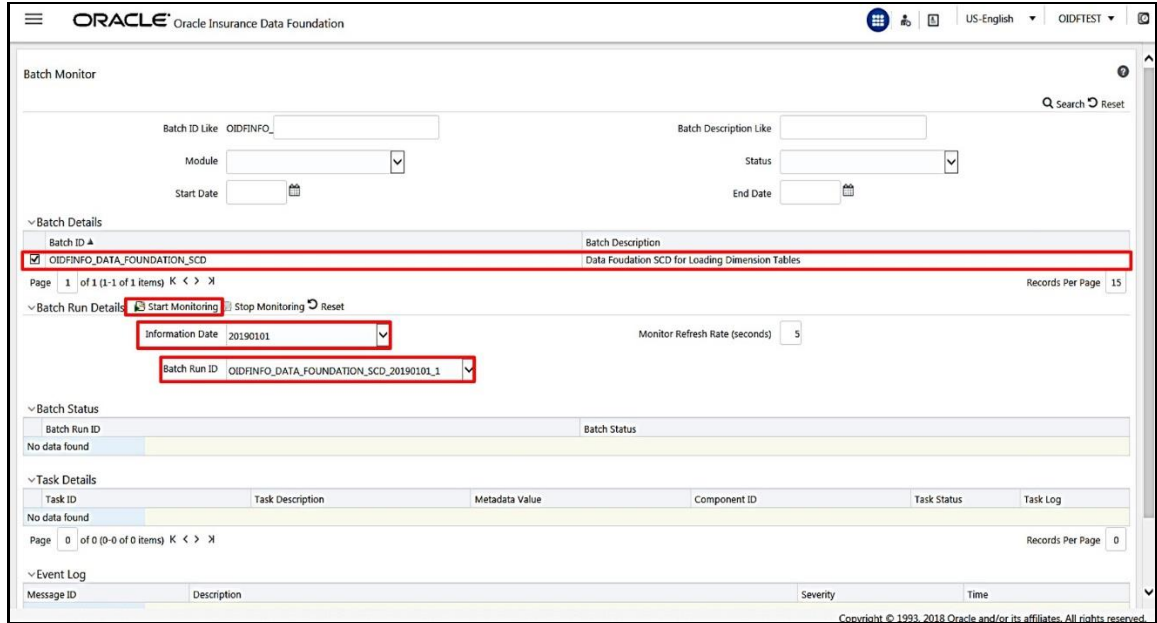 ORACLE® Oracle Insurance Data Foundation US-English OIDFTEST
Batch Monitor
Search Reset
Batch ID Like OIDFINFO_ Batch Description Like
Module Status
Start Date End Date
Batch Details
Batch ID Batch Description
OIDFINFO_DATA_FOUNDATION_SCD Data Foudation SCD for Loading Dimension Tables
Page 1 of 1 (1-1 of 1 items) Records Per Page 15
Batch Run Details Start Monitoring Stop Monitoring Reset
Information Date 20190101 Monitor Refresh Rate (seconds) 5
Batch Run ID OIDFINFO_DATA_FOUNDATION_SCD_20190101_1
Batch Status
Batch Run ID Batch Status
No data found
Task Details
Task ID Task Description Metadata Value Component ID Task Status Task Log
No data found
Page 0 of 0 (0-0 of 0 items) Records Per Page 0
Event Log
Message ID Description Severity Time
Copyright © 1993, 2018 Oracle and/or its affiliates. All rights reserved.